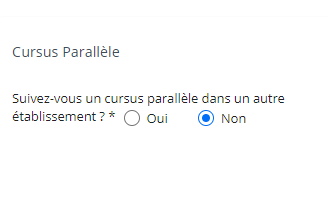 Cursus Parallèle
Suivez-vous un cursus parallèle dans un autre
établissement ? * Oui Non